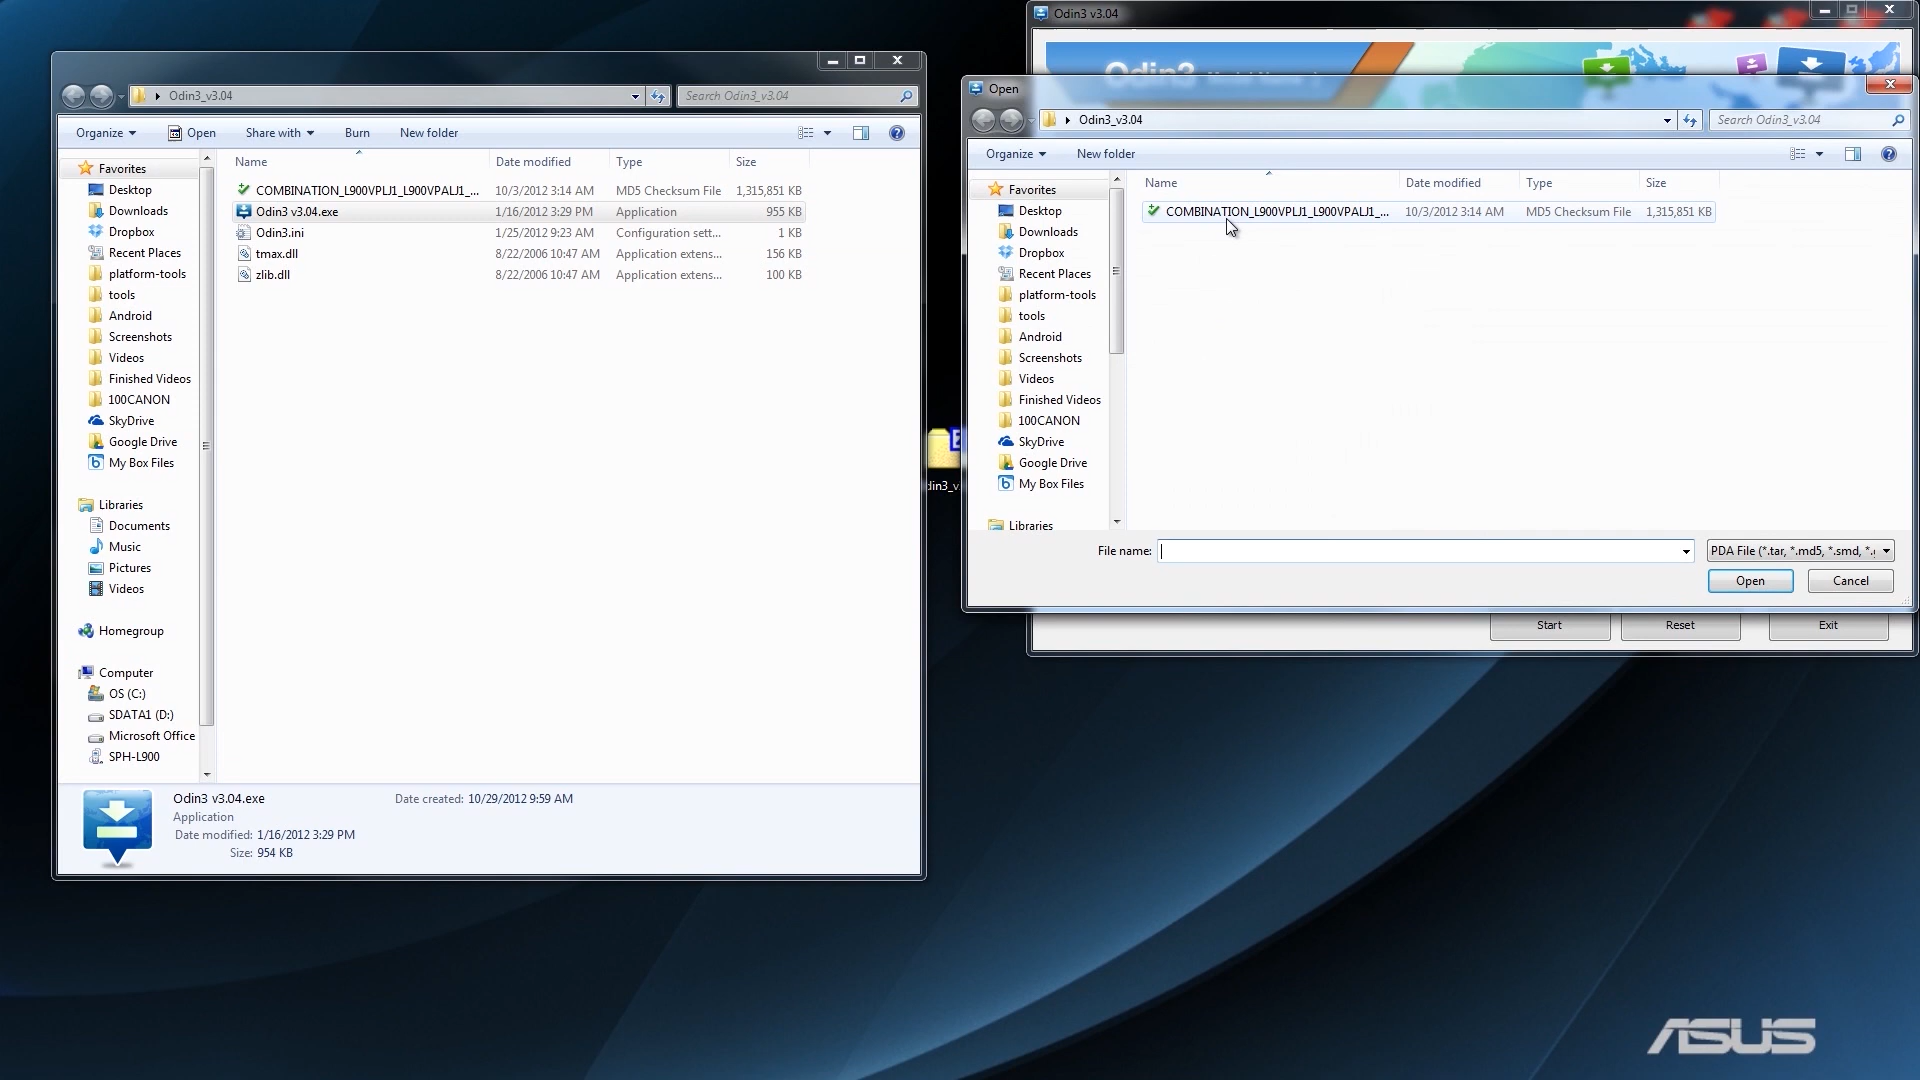 Odin3_v3.04
Search Odin3_v3.04
Organize
Open
Share with
Burn
New folder
Name
Date modified
Type
Size
COMBINATION_L900VPLJ1_L900VPALJ1_... 10/3/2012 3:14 AM MD5 Checksum File 1,315,851 KB
Odin3 v3.04.exe 1/16/2012 3:29 PM Application 955 KB
Odin3.ini 1/25/2012 9:23 AM Configuration sett... 1 KB
tmax.dll 8/22/2006 10:47 AM Application extens... 156 KB
zlib.dll 8/22/2006 10:47 AM Application extens... 100 KB
Favorites
Desktop
Downloads
Dropbox
Recent Places
platform-tools
tools
Android
Screenshots
Videos
Finished Videos
100CANON
SkyDrive
Google Drive
My Box Files
Libraries
Documents
Music
Pictures
Videos
Homegroup
Computer
OS (C:)
SDATA1 (D:)
Microsoft Office
SPH-L900
Odin3 v3.04.exe
Date created: 10/29/2012 9:59 AM
Application
Date modified: 1/16/2012 3:29 PM
Size: 954 KB
Odin3 v3.04
Odin3
Open
Odin3_v3.04
Search Odin3_v3.04
Organize
New folder
Name
Date modified
Type
Size
COMBINATION_L900VPLJ1_L900VPALJ1_... 10/3/2012 3:14 AM MD5 Checksum File 1,315,851 KB
Favorites
Desktop
Downloads
Dropbox
Recent Places
platform-tools
tools
Android
Screenshots
Videos
Finished Videos
100CANON
SkyDrive
Google Drive
My Box Files
Libraries
File name:
PDA File (*.tar, *.md5, *.smd, *.
Open
Cancel
Start
Reset
Exit
din3_v
ASUS